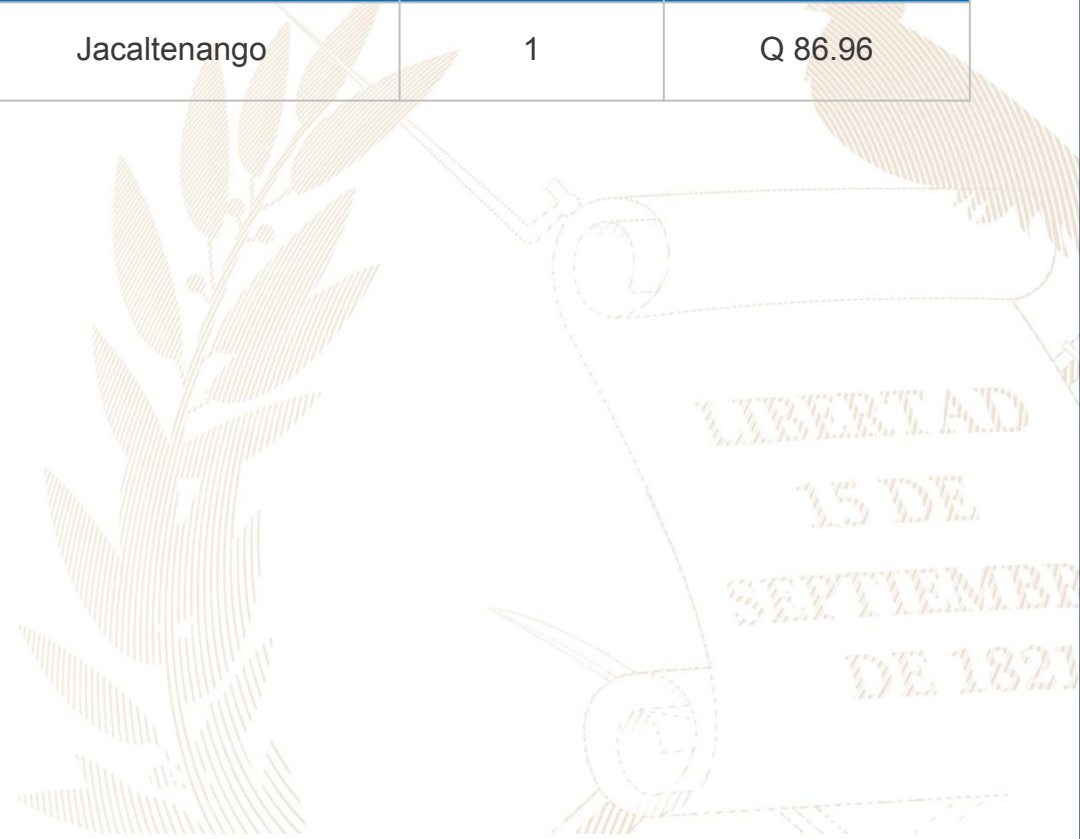 Jacaltenango 1 Q 86.96
LIBERTAD
15 DE
SEPTIEMBRE
DE 1821